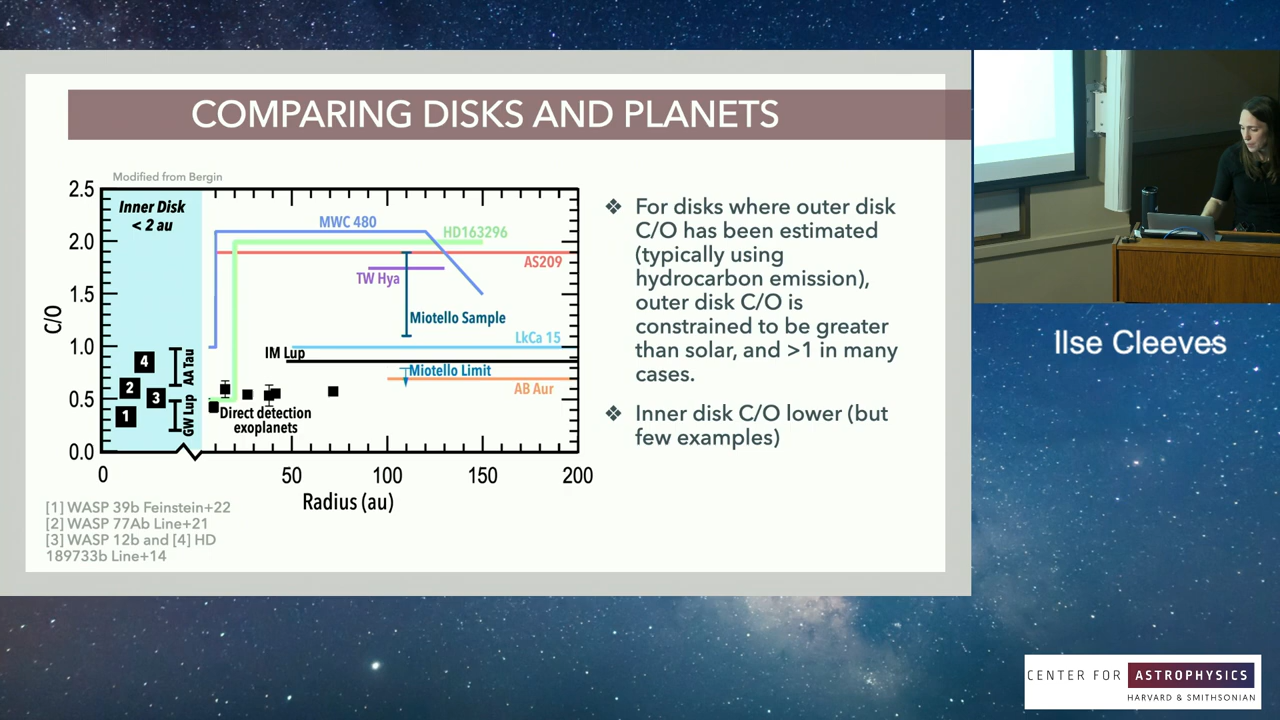 COMPARING DISKS AND PLANETS
Modified from Bergin
2.5
2.0
1.5
1.0
0.5
0.0
C/O
Inner Disk
< 2 au
MWC 480
HD163296
AS209
TW Hya
Miotello Sample
LkCa 15
IM Lup
Miotello Limit
AB Aur
AA Tau
GW Lup
4
2
3
1
Direct detection
exoplanets
0
50
100
150
200
Radius (au)
[1] WASP 39b Feinstein+22
[2] WASP 77Ab Line+21
[3] WASP 12b and [4] HD
189733b Line+14
❖ For disks where outer disk
C/O has been estimated
(typically using
hydrocarbon emission),
outer disk C/O is
constrained to be greater
than solar, and >1 in many
cases.
❖ Inner disk C/O lower (but
few examples)
Ilse Cleeves
CENTER FOR ASTROPHYSICS
HARVARD & SMITHSONIAN